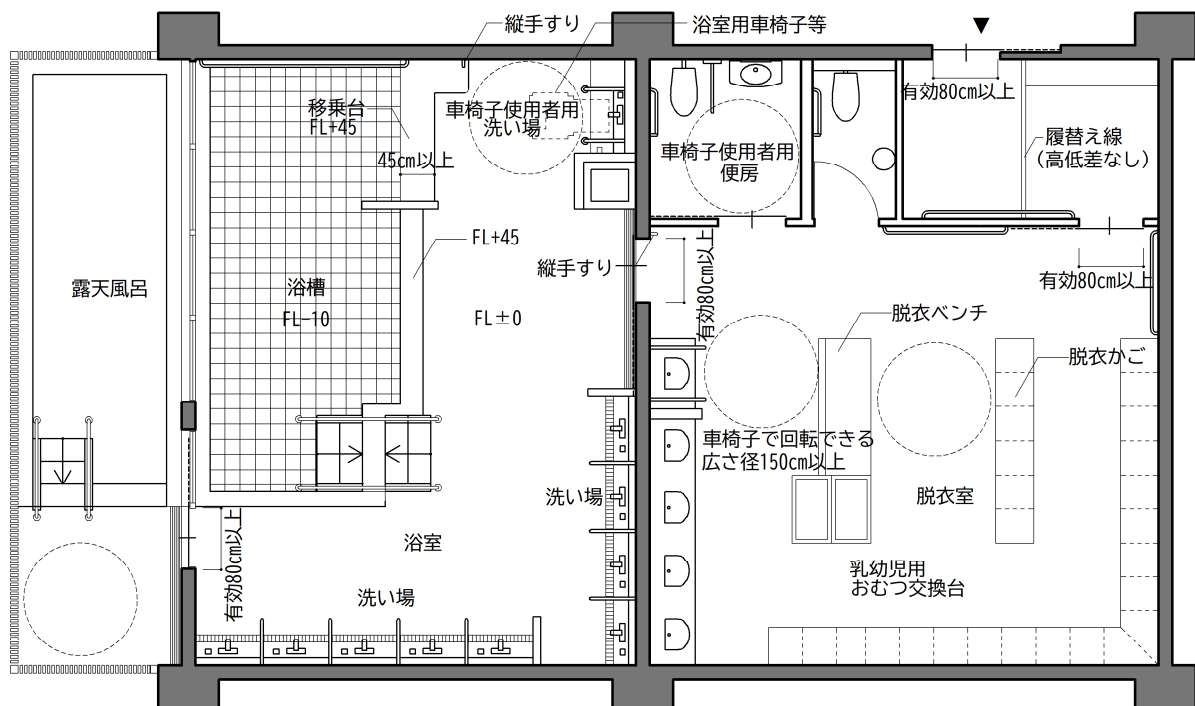 縦手すり
浴室用車椅子等
移乗台
FL+45
車椅子使用者用
洗い場
45cm以上
車椅子使用者用
便房
有効80cm以上
履替え線
(高低差なし)
FL+45
縦手すり
有効80cm以上
有効80cm以上
露天風呂
浴槽
FL-10
FL±0
脱衣ベンチ
脱衣かご
車椅子で回転できる
広さ径150cm以上
洗い場
脱衣室
有効80cm以上
浴室
乳幼児用
おむつ交換台
洗い場